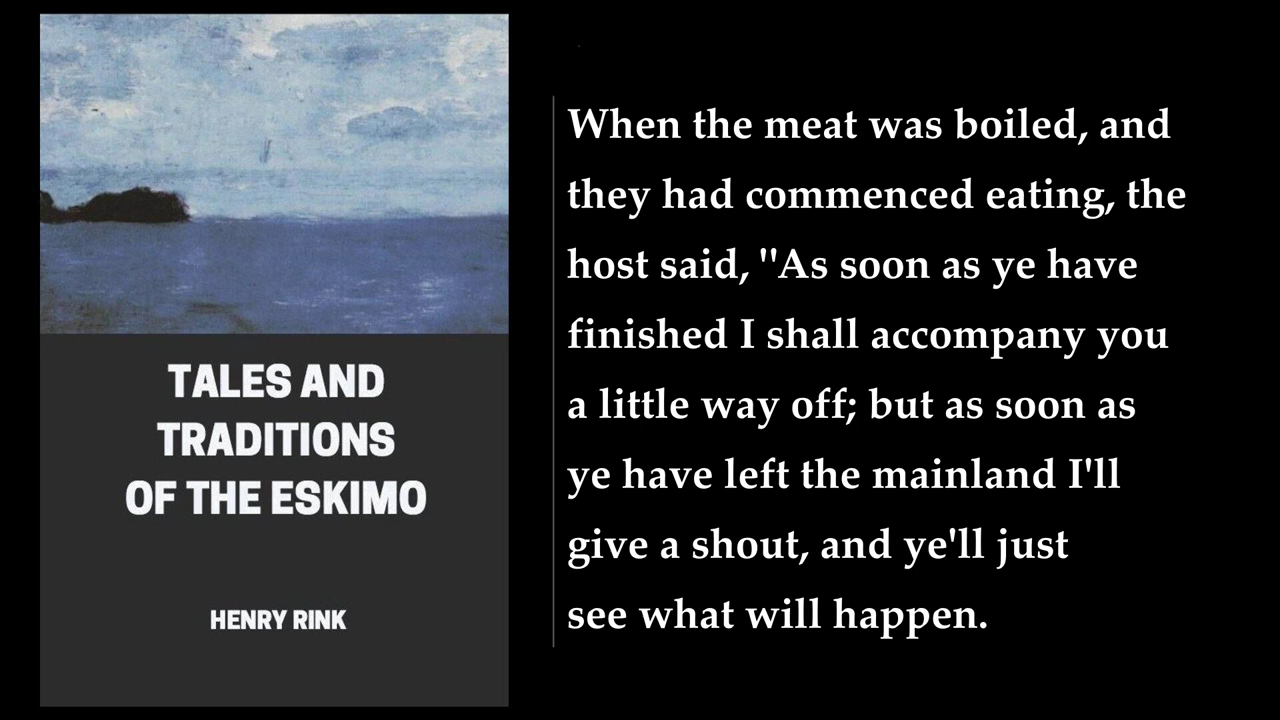 TALES AND
TRADITIONS
OF THE ESKIMO
HENRY RINK
When the meat was boiled, and
they had commenced eating, the
host said, "As soon as ye have
finished I shall accompany you
a little way off; but as soon as
ye have left the mainland I'll
give a shout, and ye'll just
see what will happen.